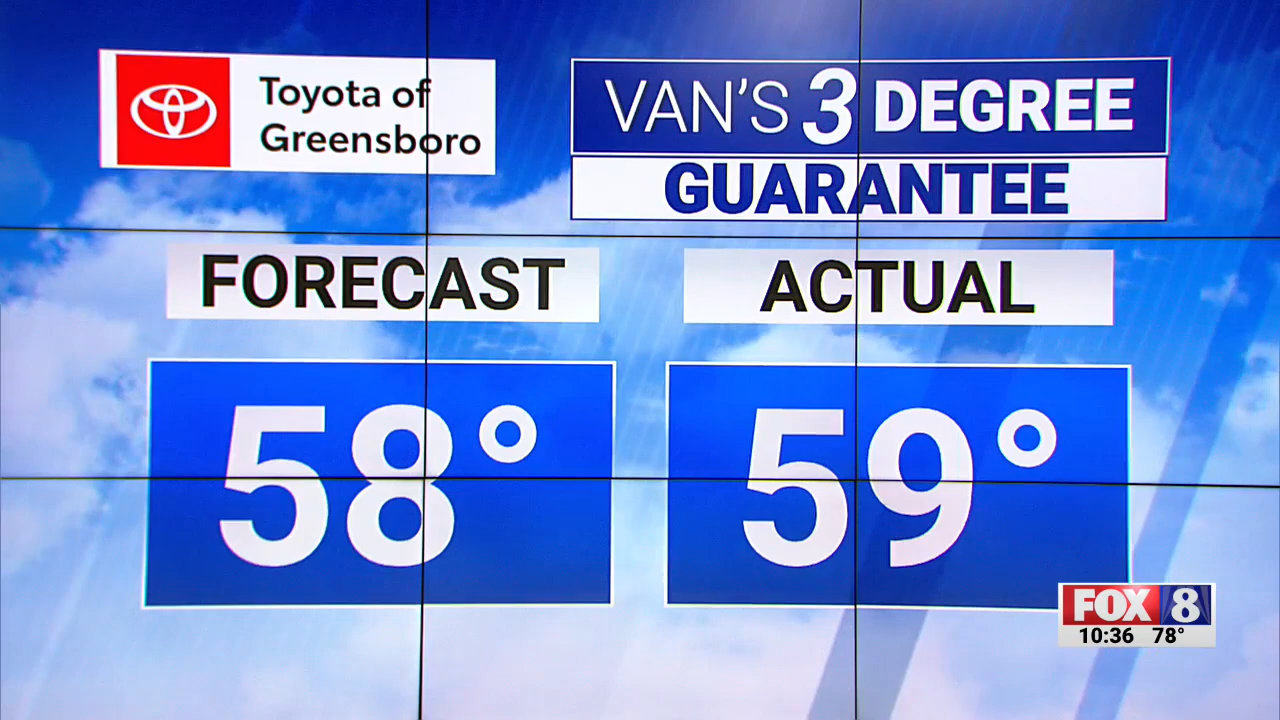 Toyota of
Greensboro
VAN'S 3 DEGREE
GUARANTEE
FORECAST
ACTUAL
58°
59°
FOX 8
10:36 78°